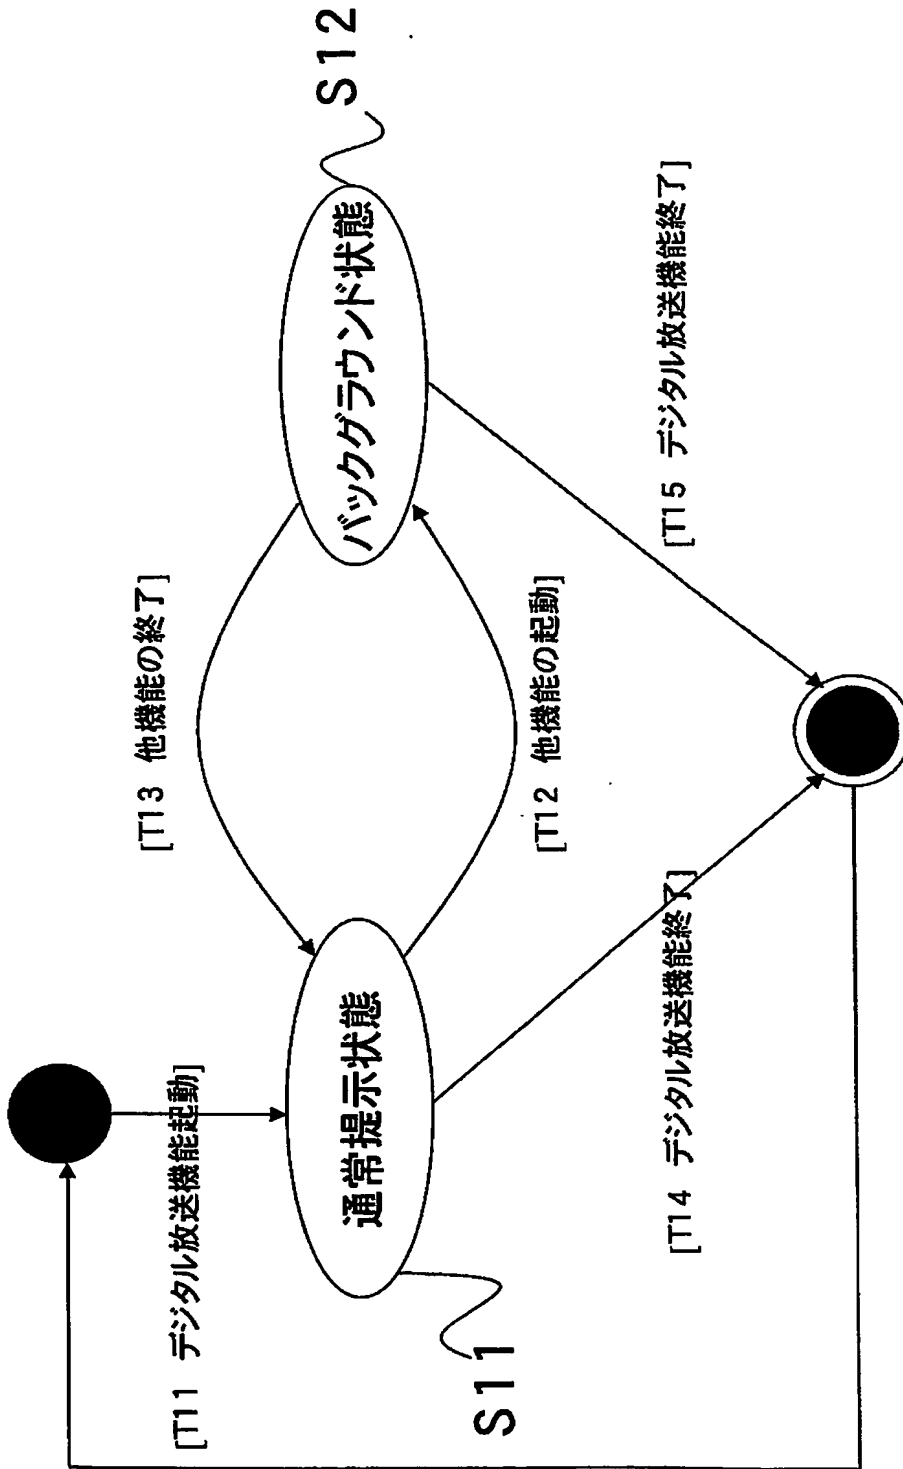 [T11 デジタル放送機能起動]
通常提示状態
S11
[T13 他機能の終了]
[T12 他機能の起動]
バックグラウンド状態
S12
[T14 デジタル放送機能終了]
[T15 デジタル放送機能終了]